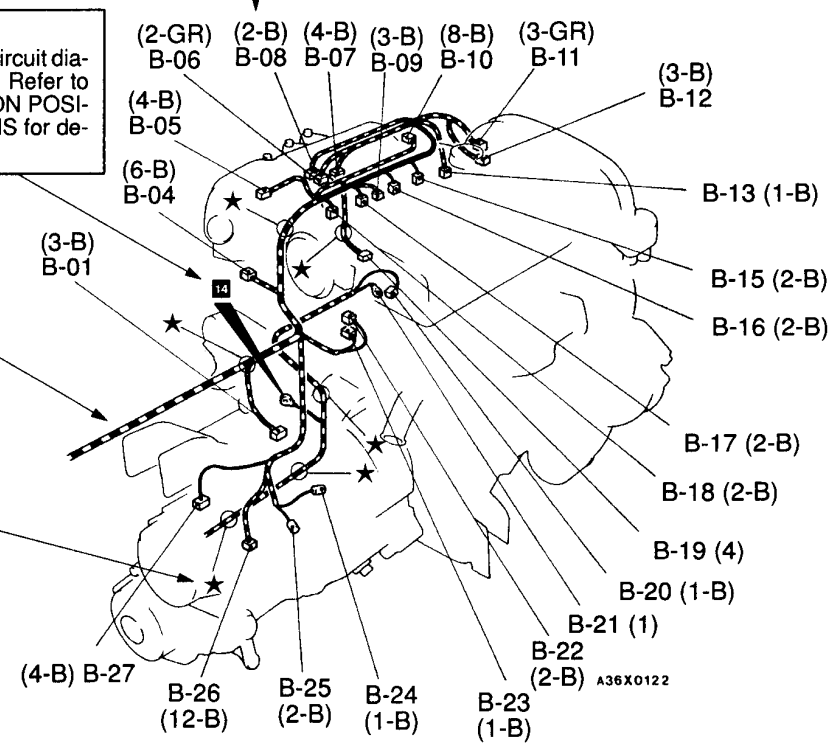 ircuit dia-
Refer to
ON POSI-
NS for de-
(2-GR)
B-06
(2-B)
B-08
(4-B)
B-07
(3-B)
B-09
(8-B)
B-10
(3-GR)
B-11
(3-B)
B-12
(4-B)
B-05
(6-B)
B-04
(3-B)
B-01
14
B-13 (1-B)
B-15 (2-B)
B-16 (2-B)
B-17 (2-B)
B-18 (2-B)
B-19 (4)
B-20 (1-B)
B-21 (1)
B-22
(2-B)
A36X0122
B-23
(1-B)
B-24
(1-B)
B-25
(2-B)
B-26
(12-B)
(4-B) B-27